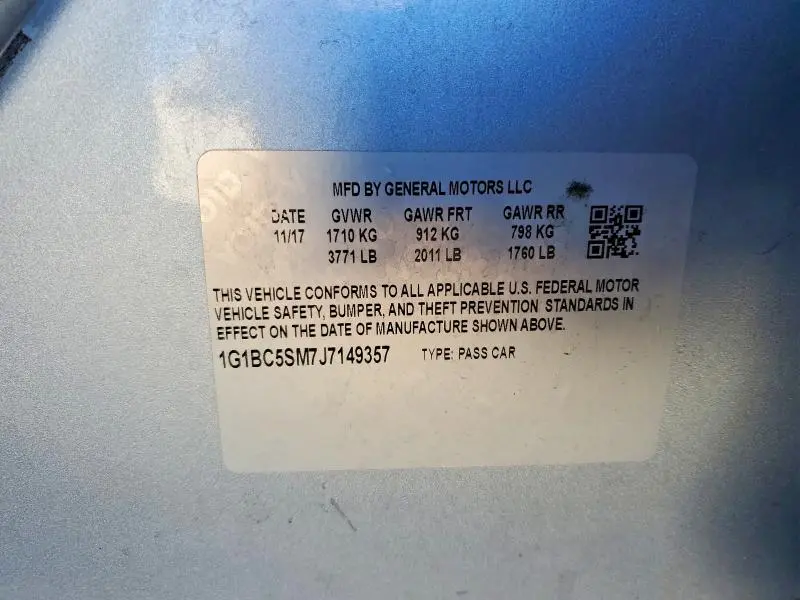 MFD BY GENERAL MOTORS LLC
DATE GVWR GAWR FRT GAWR RR
11/17 1710 KG 912 KG 798 KG
3771 LB 2011 LB 1760 LB
THIS VEHICLE CONFORMS TO ALL APPLICABLE U.S. FEDERAL MOTOR
VEHICLE SAFETY, BUMPER, AND THEFT PREVENTION STANDARDS IN
EFFECT ON THE DATE OF MANUFACTURE SHOWN ABOVE.
1G1BC5SM7J7149357 TYPE: PASS CAR